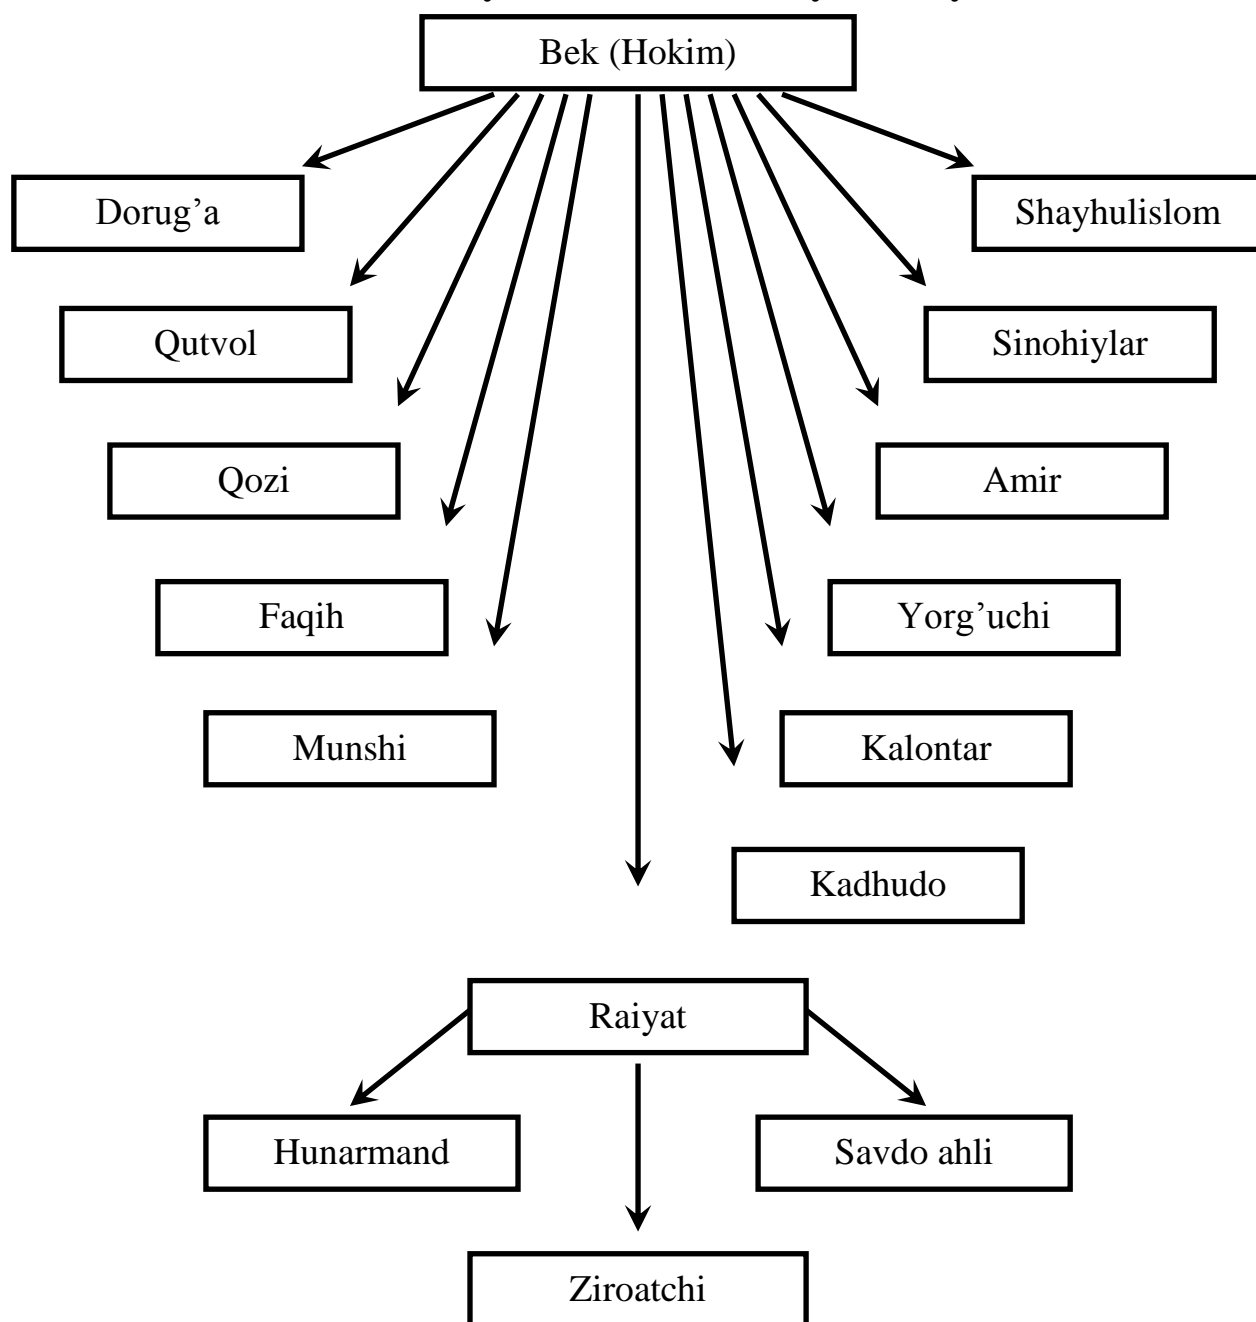 Bek (Hokim)
Dorug’a
Shayhulislom
Qutvol
Sinohiylar
Qozi
Amir
Faqih
Yorg’uchi
Munshi
Kalontar
Kadhudo
Raiyat
Hunarmand
Savdo ahli
Ziroatchi